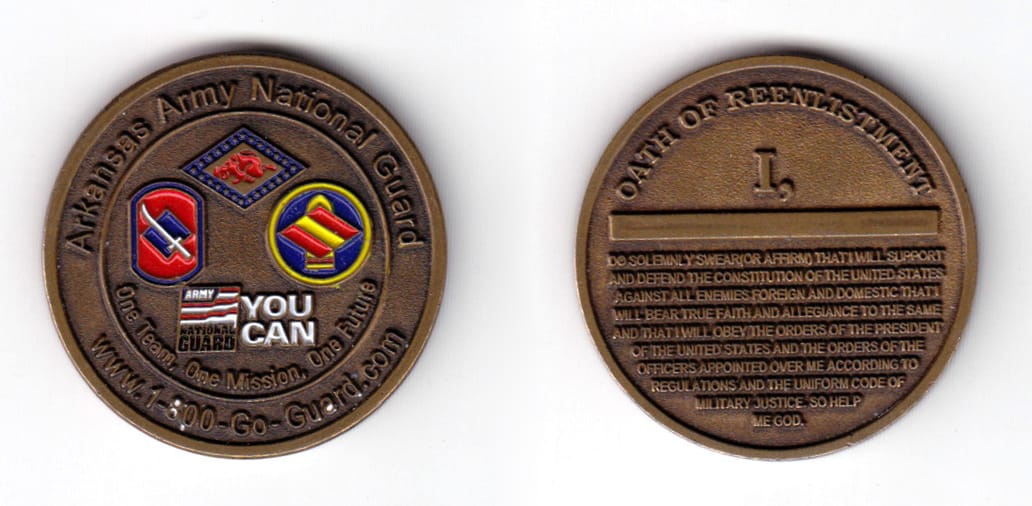 Arkansas Army National Guard
ARMY
NATIONAL
GUARD
YOU
CAN
One Team, One Mission, One Future
www.1-800-Go-Guard.com
OATH OF REENLISTMENT
I,
DO SOLEMNLY SWEAR (OR AFFIRM) THAT I WILL SUPPORT
AND DEFEND THE CONSTITUTION OF THE UNITED STATES
AGAINST ALL ENEMIES FOREIGN AND DOMESTIC THAT I
WILL BEAR TRUE FAITH AND ALLEGIANCE TO THE SAME
AND THAT I WILL OBEY THE ORDERS OF THE PRESIDENT
OF THE UNITED STATES AND THE ORDERS OF THE
OFFICERS APPOINTED OVER ME ACCORDING TO
REGULATIONS AND THE UNIFORM CODE OF
MILITARY JUSTICE. SO HELP
ME GOD.